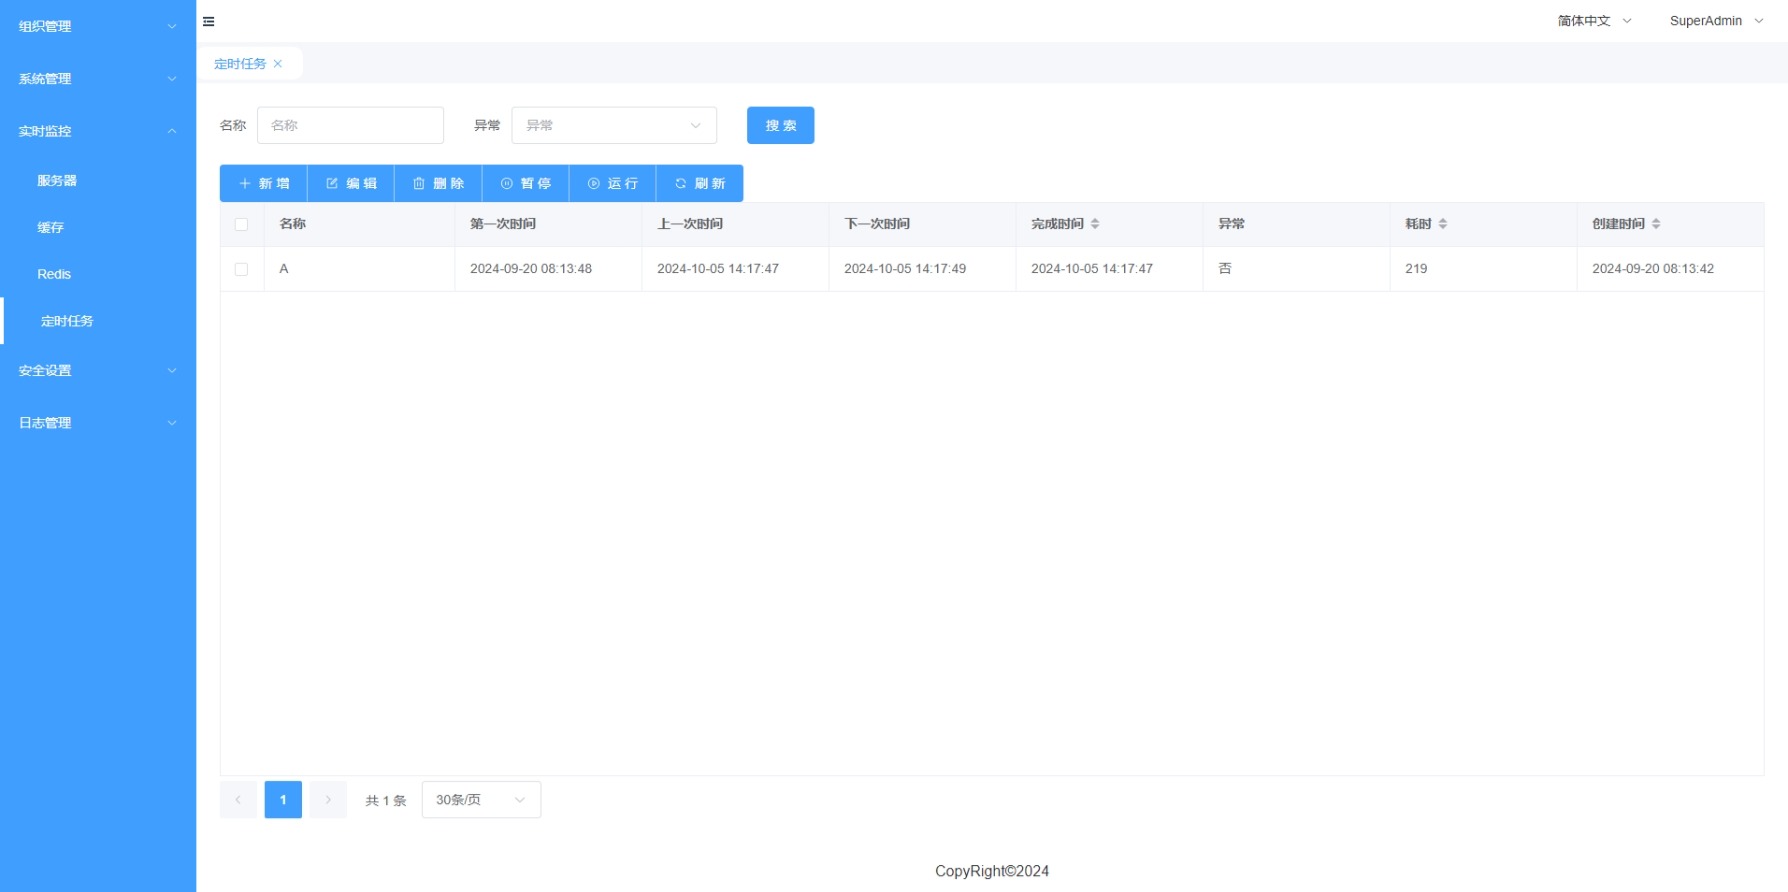 组织管理
系统管理
实时监控
服务器
缓存
Redis
定时任务
安全设置
日志管理
简体中文
SuperAdmin
定时任务
名称 名称 异常 异常 搜 索
新 增 编 辑 删 除 暂 停 运 行 刷 新
名称 第一次时间 上一次时间 下一次时间 完成时间 异常 耗时 创建时间
A 2024-09-20 08:13:48 2024-10-05 14:17:47 2024-10-05 14:17:49 2024-10-05 14:17:47 否 219 2024-09-20 08:13:42
1 共 1 条 30条/页
CopyRight©2024